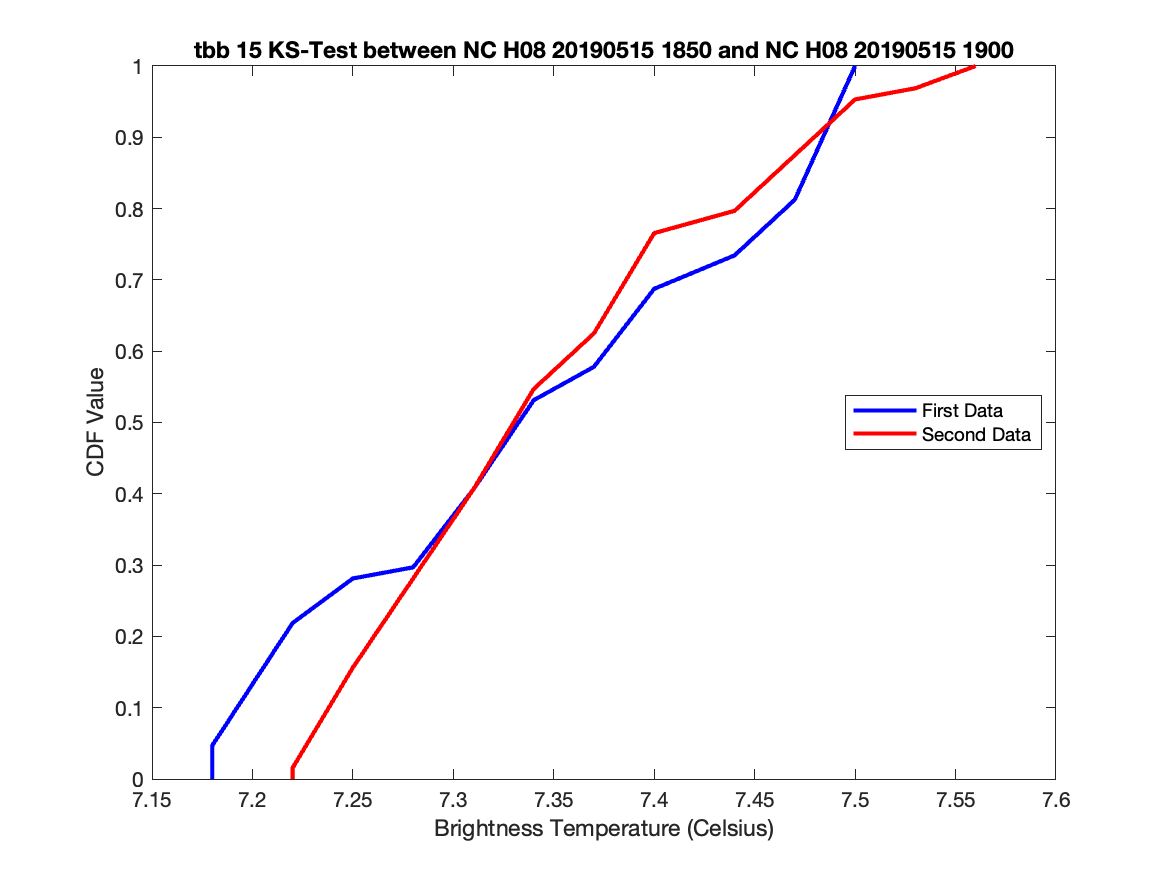 tbb 15 KS-Test between NC H08 20190515 1850 and NC H08 20190515 1900
1
0.9
0.8
0.7
0.6
0.5
0.4
0.3
0.2
0.1
0
CDF Value
First Data
Second Data
7.15 7.2 7.25 7.3 7.35 7.4 7.45 7.5 7.55 7.6
Brightness Temperature (Celsius)